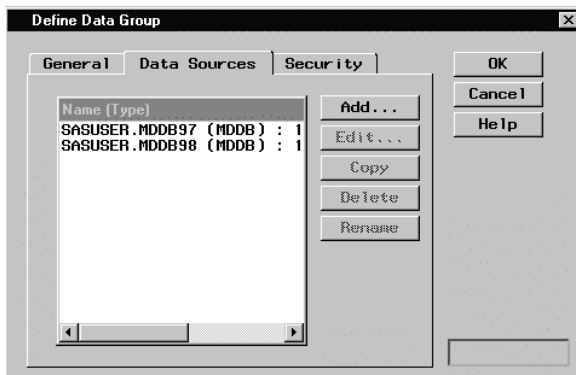 Define Data Group
General Data Sources Security
Name (Type)
SASUSER.MDDB97 (MDDB) : 1
SASUSER.MDDB98 (MDDB) : 1
Add...
Edit...
Copy
Delete
Rename
OK
Cancel
Help